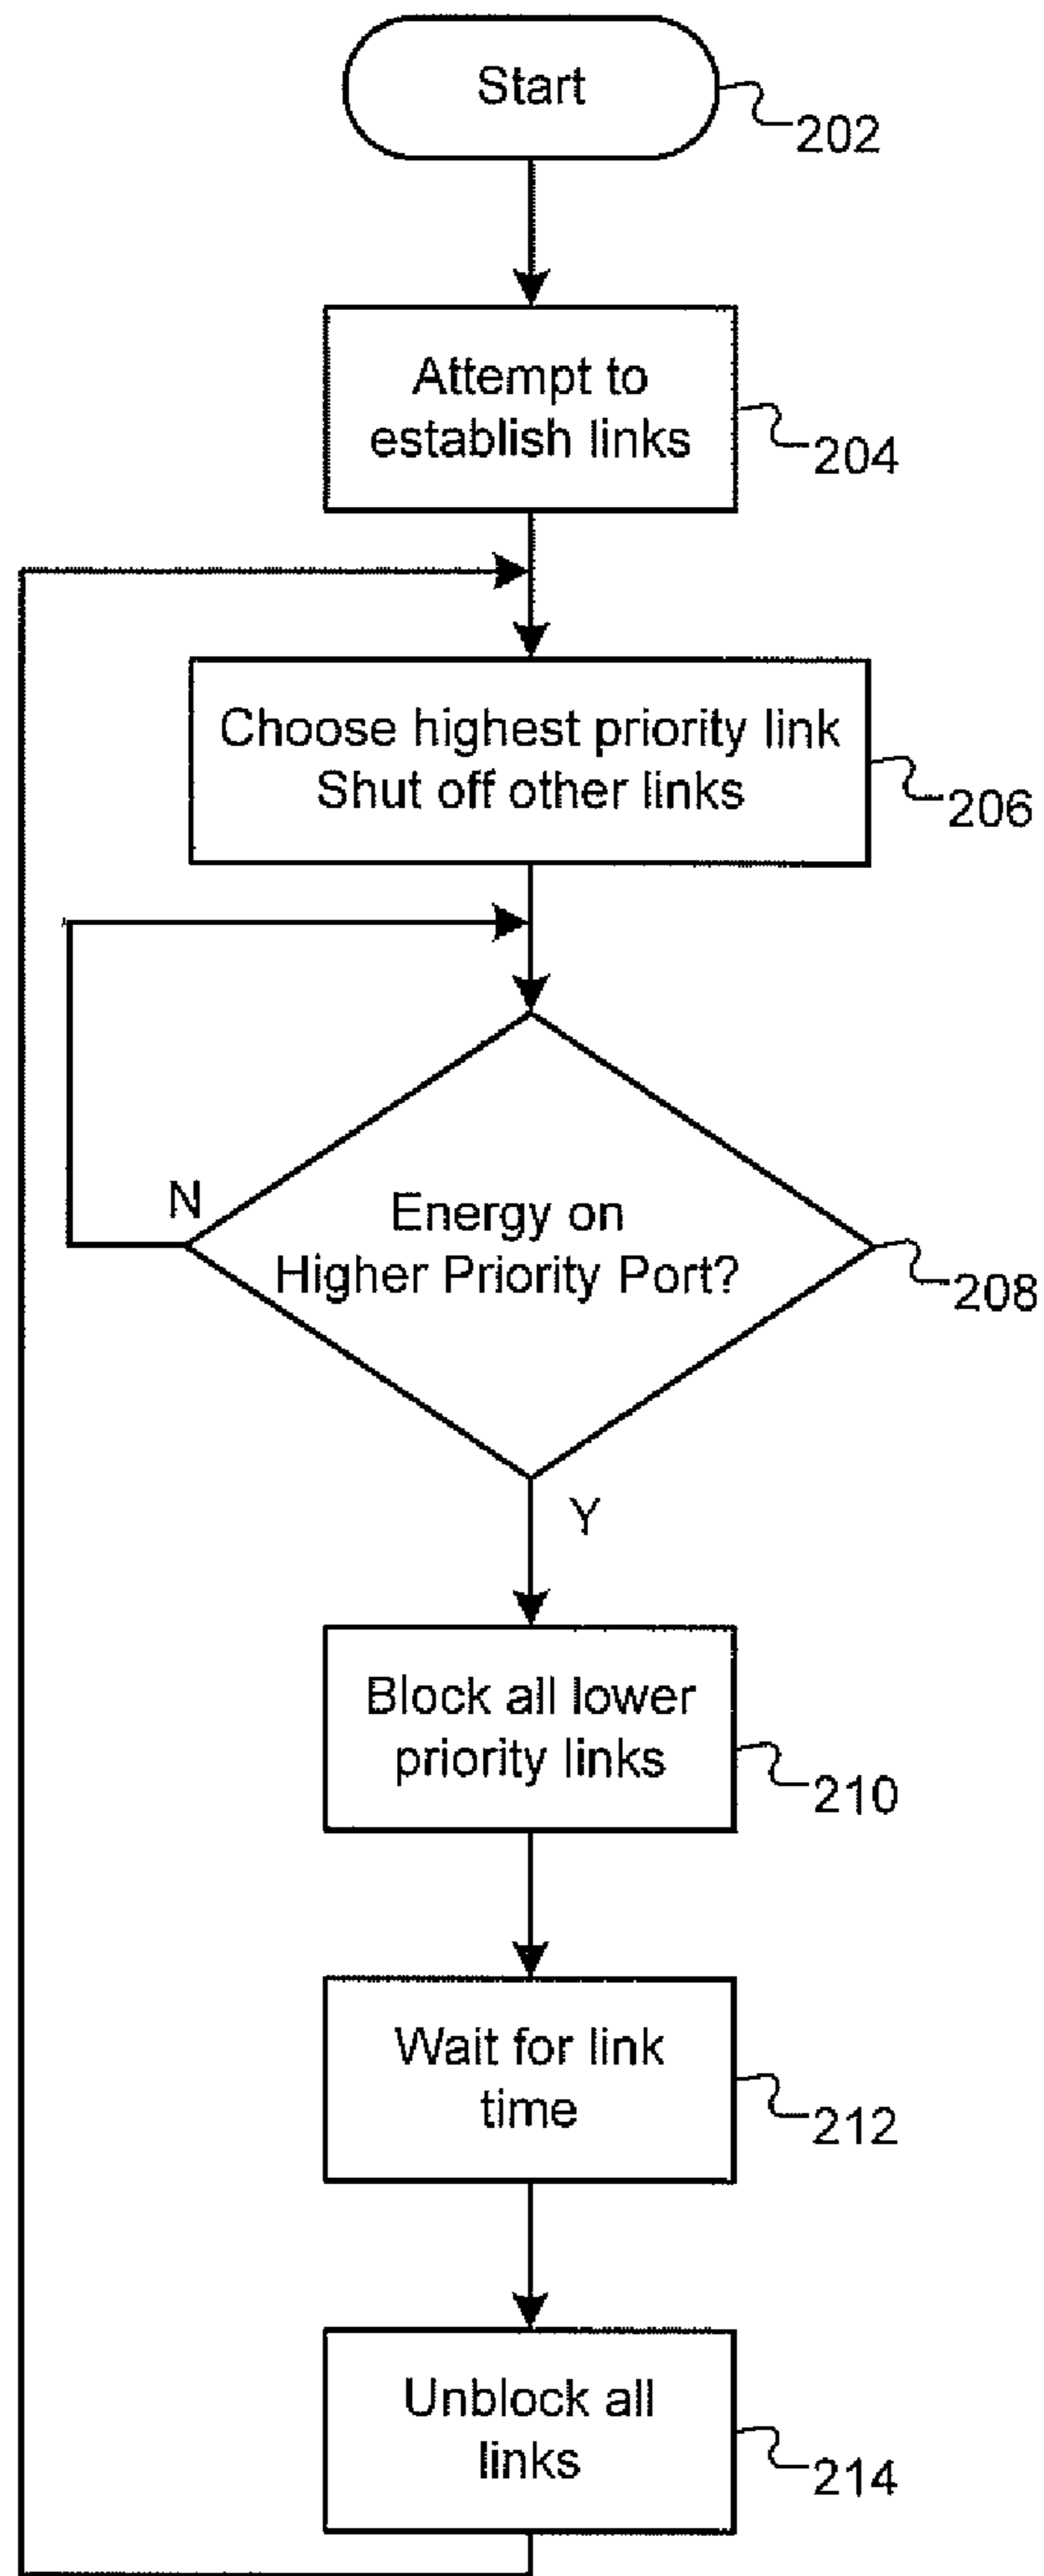 Start
202
Attempt to
establish links
204
Choose highest priority link
Shut off other links
206
N
Energy on
Higher Priority Port?
208
Y
Block all lower
priority links
210
Wait for link
time
212
Unblock all
links
214